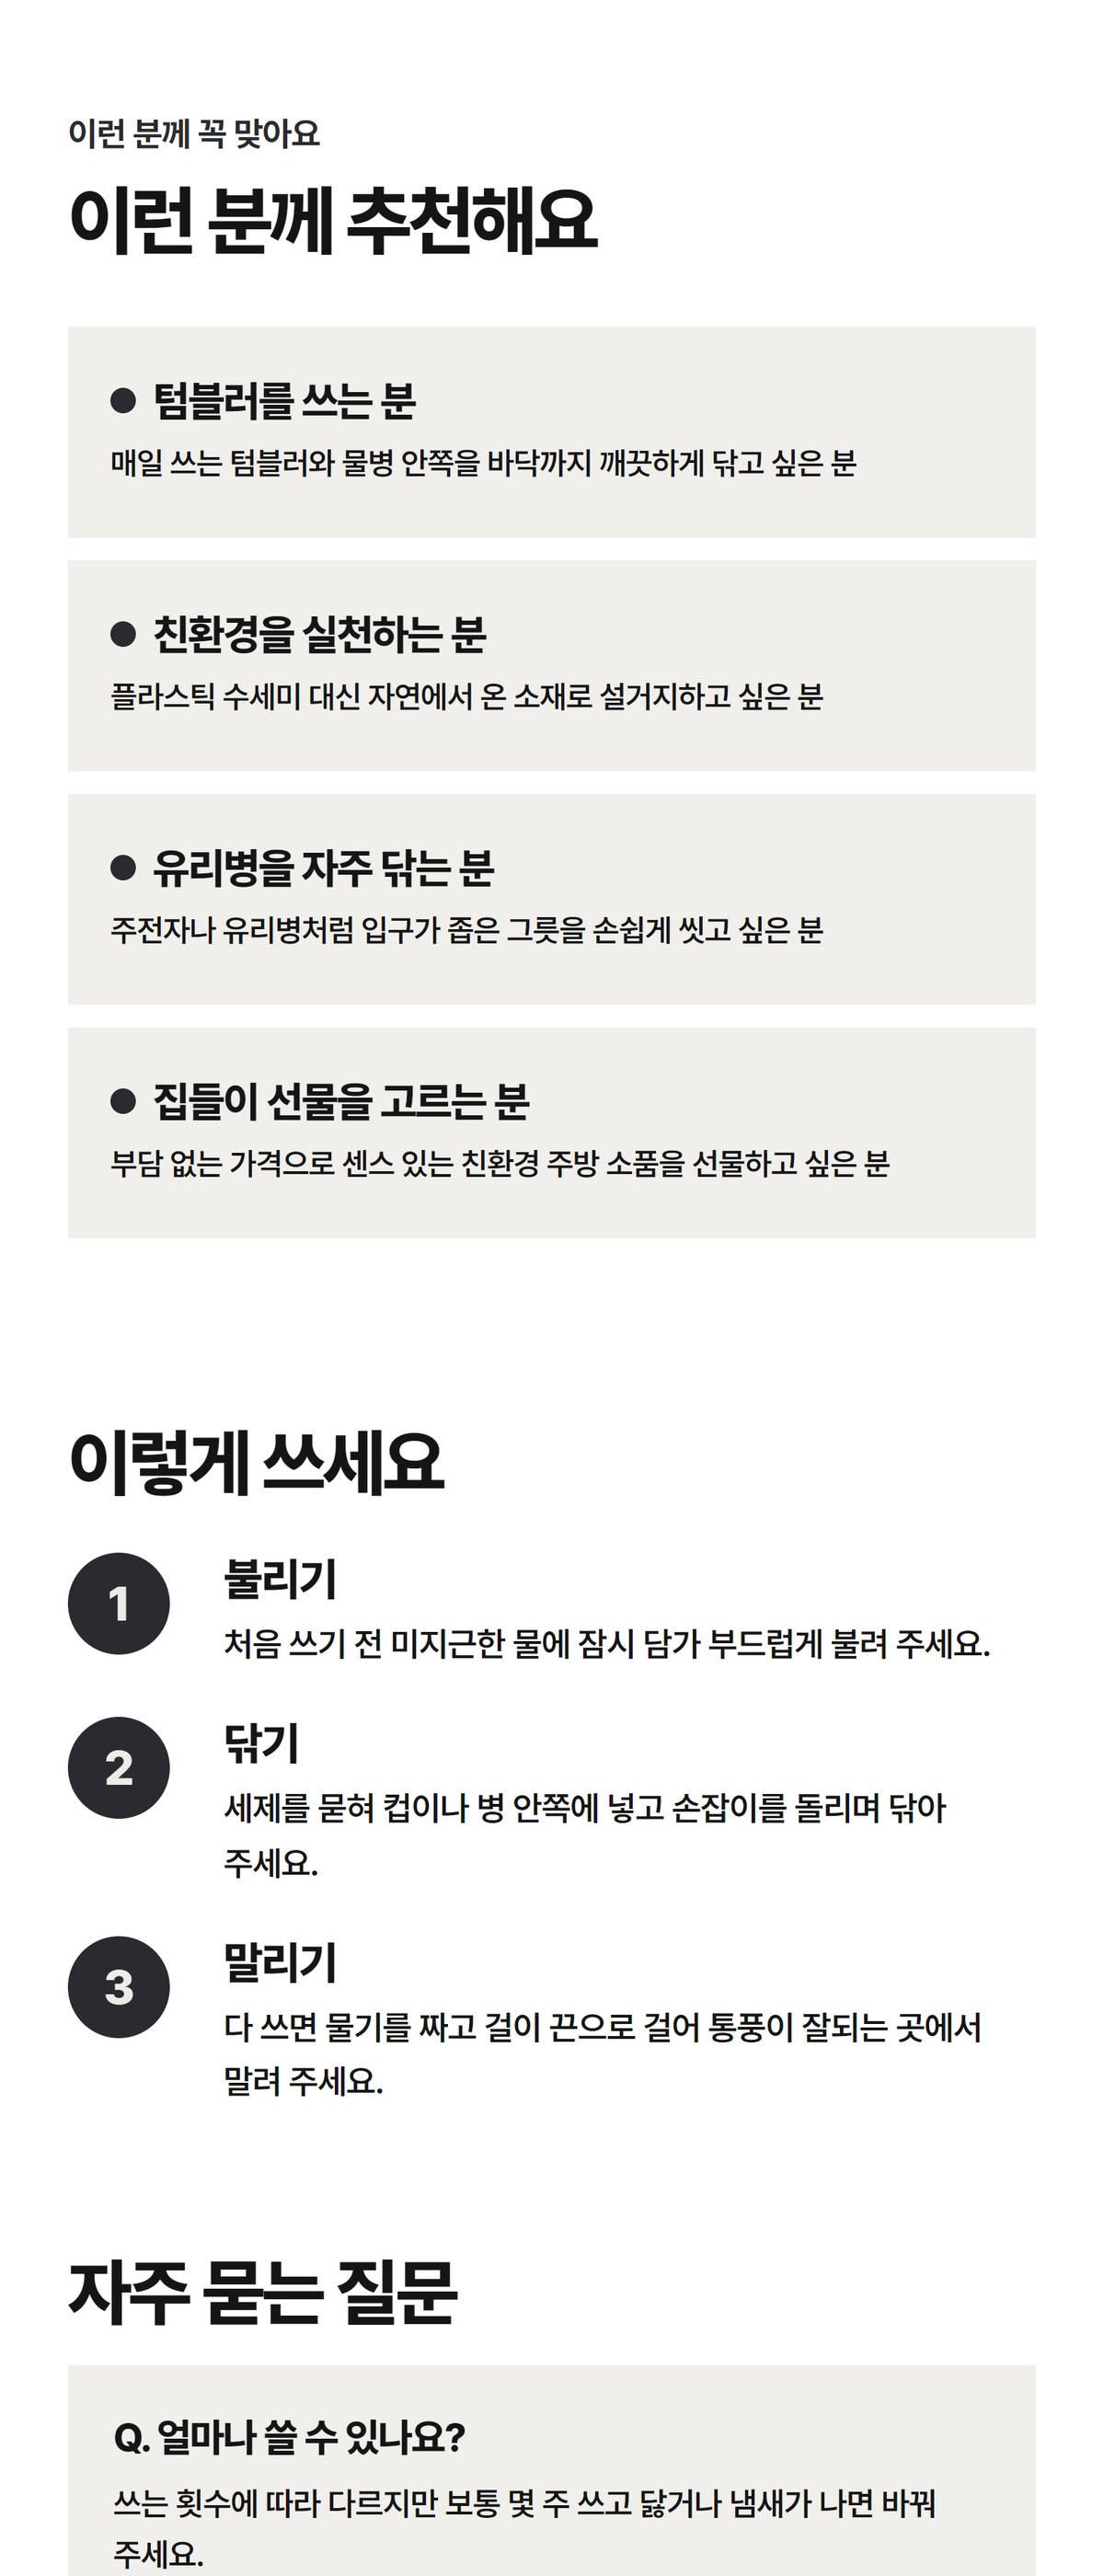 이런 분께 꼭 맞아요
이런 분께 추천해요
텀블러를 쓰는 분
매일 쓰는 텀블러와 물병 안쪽을 바닥까지 깨끗하게 닦고 싶은 분
친환경을 실천하는 분
플라스틱 수세미 대신 자연에서 온 소재로 설거지하고 싶은 분
유리병을 자주 닦는 분
주전자나 유리병처럼 입구가 좁은 그릇을 손쉽게 씻고 싶은 분
집들이 선물을 고르는 분
부담 없는 가격으로 센스 있는 친환경 주방 소품을 선물하고 싶은 분
이렇게 쓰세요
1
불리기
처음 쓰기 전 미지근한 물에 잠시 담가 부드럽게 불려 주세요.
2
닦기
세제를 묻혀 컵이나 병 안쪽에 넣고 손잡이를 돌리며 닦아
주세요.
3
말리기
다 쓰면 물기를 짜고 걸이 끈으로 걸어 통풍이 잘되는 곳에서
말려 주세요.
자주 묻는 질문
Q. 얼마나 쓸 수 있나요?
쓰는 횟수에 따라 다르지만 보통 몇 주 쓰고 닳거나 냄새가 나면 바꿔
주세요.